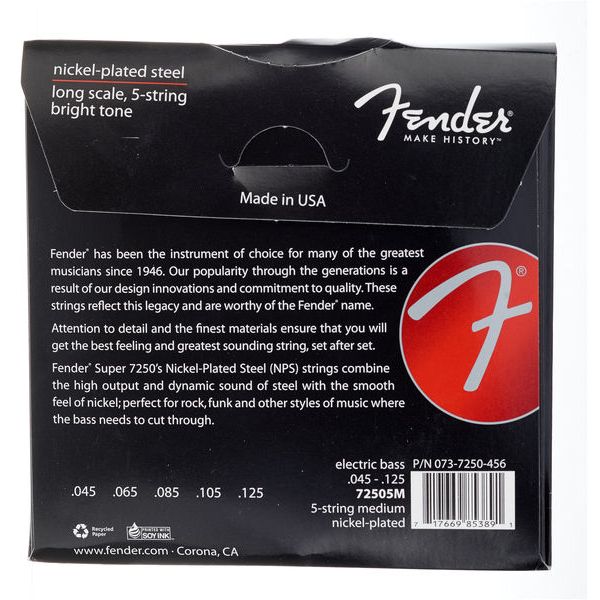 nickel-plated steel
long scale, 5-string
bright tone
Fender®
MAKE HISTORY™
Made in USA
Fender® has been the instrument of choice for many of the greatest
musicians since 1946. Our popularity through the generations is a
result of our design innovations and commitment to quality. These
strings reflect this legacy and are worthy of the Fender® name.
Attention to detail and the finest materials ensure that you will
get the best feeling and greatest sounding string, set after set.
Fender® Super 7250's Nickel-Plated Steel (NPS) strings combine
the high output and dynamic sound of steel with the smooth
feel of nickel; perfect for rock, funk and other styles of music where
the bass needs to cut through.
F®
electric bass P/N 073-7250-456
.045 - .125
72505M
5-string medium
nickel-plated
7 17669 85389 1
.045 .065 .085 .105 .125
Recycled
Paper
PRINTED WITH
SOY INK
www.fender.com · Corona, CA